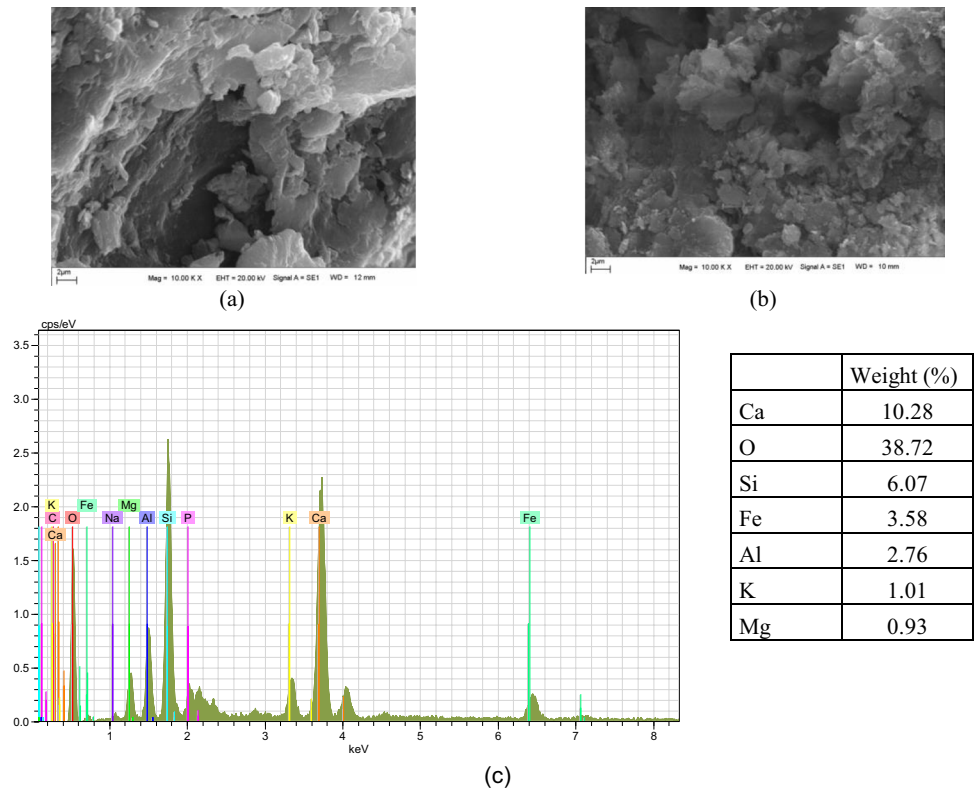 2µm Mag = 10.00 K X EHT = 20.00 kV Signal A = SE1 WD = 12 mm
2µm Mag = 10.00 K X EHT = 20.00 kV Signal A = SE1 WD = 10 mm
(a) (b)
cps/eV
3.5
3.0
2.5
2.0
1.5
1.0
0.5
0.0
K Fe Mg
C O Na Al Si P K Ca Fe
Ca
1 2 3 4 5 6 7 8
keV
Weight (%)
Ca 10.28
O 38.72
Si 6.07
Fe 3.58
Al 2.76
K 1.01
Mg 0.93
(c)